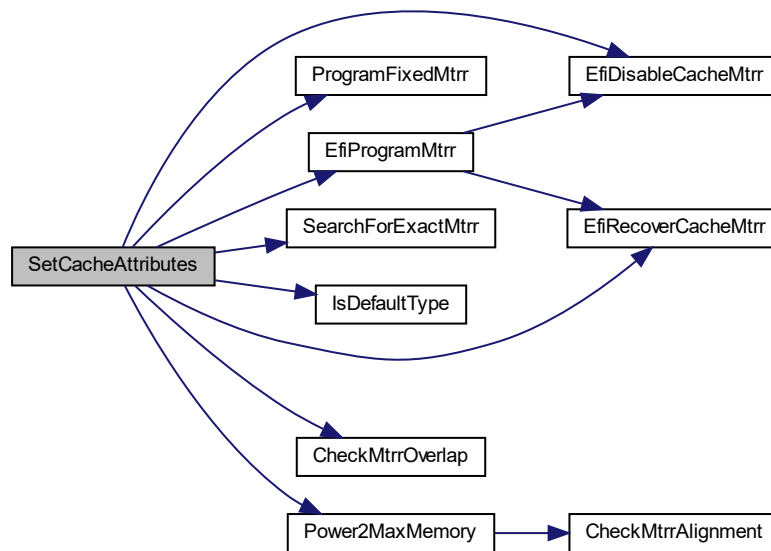 ProgramFixedMtrr
EfiDisableCacheMtrr
EfiProgramMtrr
SearchForExactMtrr
EfiRecoverCacheMtrr
SetCacheAttributes
IsDefaultType
CheckMtrrOverlap
Power2MaxMemory
CheckMtrrAlignment